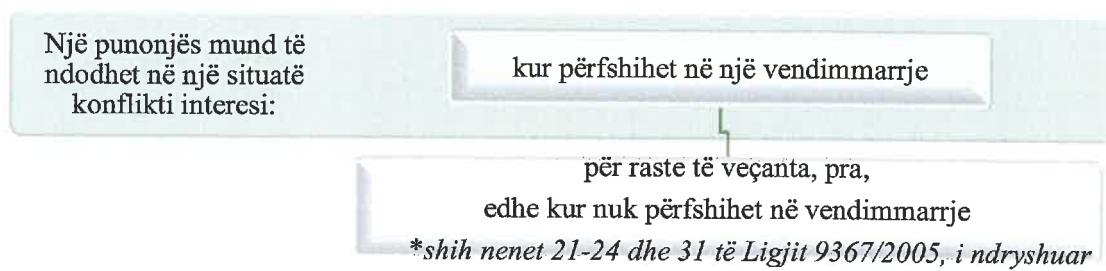 Një punonjës mund të
ndodhet në një situatë
konflikti interesi:
kur përfshihet në një vendimmarrje
për raste të veçanta, pra,
edhe kur nuk përfshihet në vendimmarrje
*shih nenet 21-24 dhe 31 të Ligjit 9367/2005, i ndryshuar